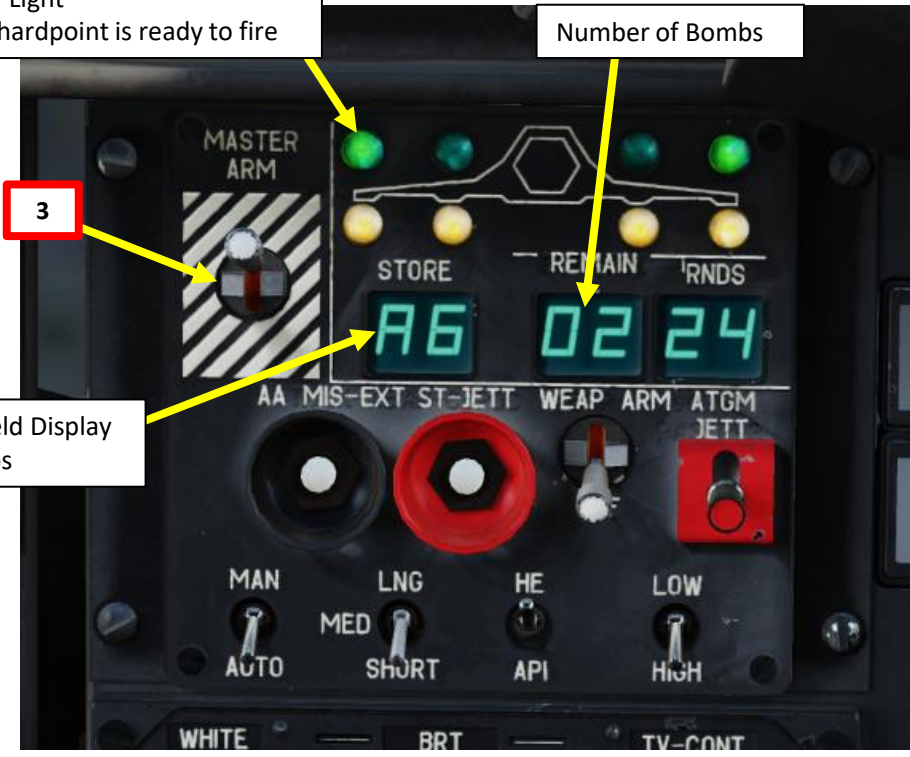 Light
hardpoint is ready to fire
Number of Bombs
MASTER
ARM
3
STORE
REMAIN
RNDS
A6
02
24
AA MIS-EXT ST-JETT
WEAP ARM
ATGM
JETT
MAN
LNG
HE
LOW
MED
AUTO
SHORT
API
HIGH
WHITE
BRT
TV-CONT